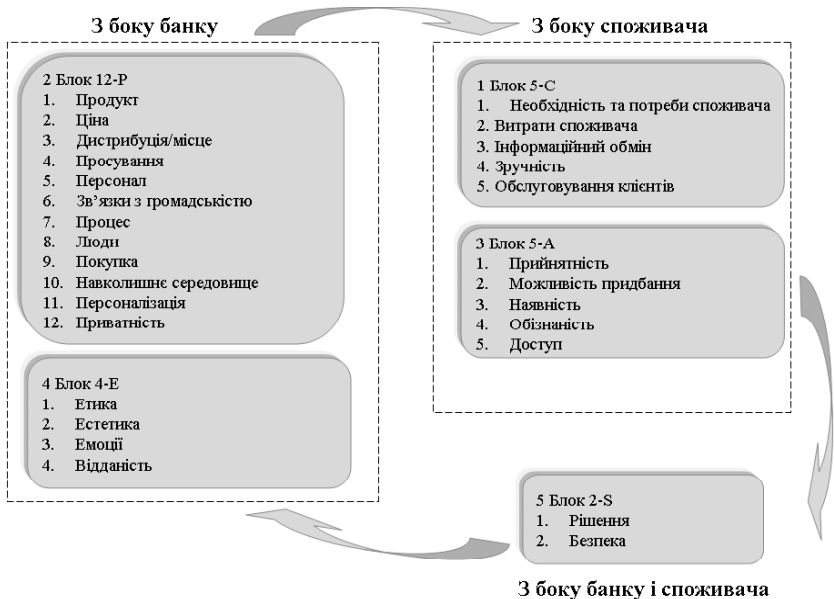 З боку банку
2 Блок 12-Р
1. Продукт
2. Ціна
3. Дистрибуція/місце
4. Просування
5. Персонал
6. Зв’язки з громадськістю
7. Процес
8. Люди
9. Покупка
10. Навколишнє середовище
11. Персоналізація
12. Приватність
4 Блок 4-Е
1. Етика
2. Естетика
3. Емоції
4. Відданість
З боку споживача
1 Блок 5-С
1. Необхідність та потреби споживача
2. Витрати споживача
3. Інформаційний обмін
4. Зручність
5. Обслуговування клієнтів
3 Блок 5-А
1. Прийнятність
2. Можливість придбання
3. Наявність
4. Обізнаність
5. Доступ
5 Блок 2-S
1. Рішення
2. Безпека
З боку банку і споживача